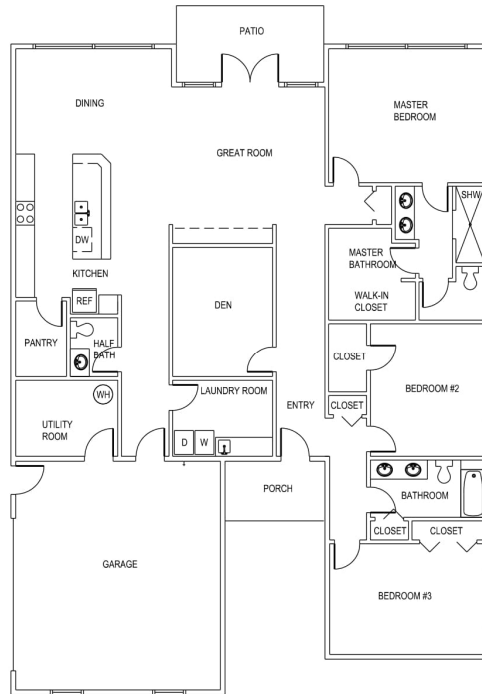 PATIO
DINING
MASTER
BEDROOM
GREAT ROOM
SHW
DW
MASTER
BATHROOM
KITCHEN
WALK-IN
CLOSET
REF
DEN
HALF
BATH
PANTRY
CLOSET
BEDROOM #2
WH
LAUNDRY ROOM
ENTRY
CLOSET
UTILITY
ROOM
D
W
PORCH
BATHROOM
CLOSET
CLOSET
GARAGE
BEDROOM #3